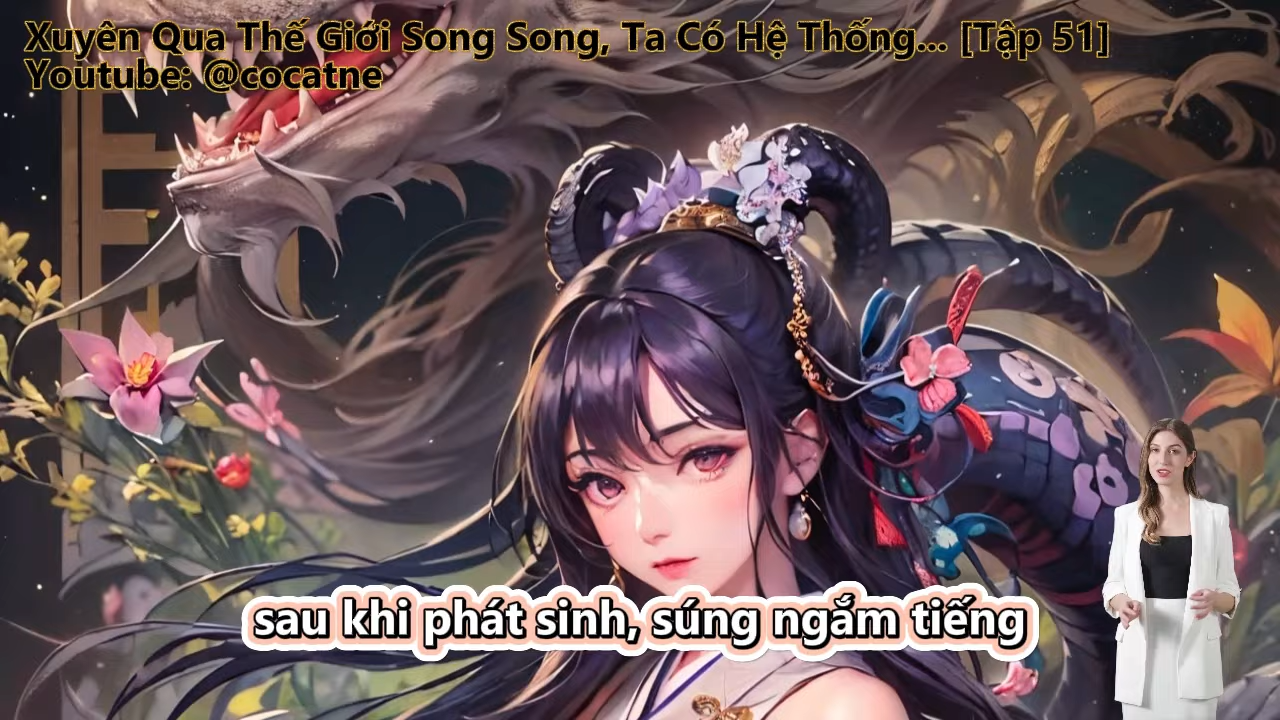 Xuyên Qua Thế Giới Song Song, Ta Có Hệ Thống... [Tập 51]
Youtube: @cocatne
sau khi phát sinh, súng ngắm tiếng